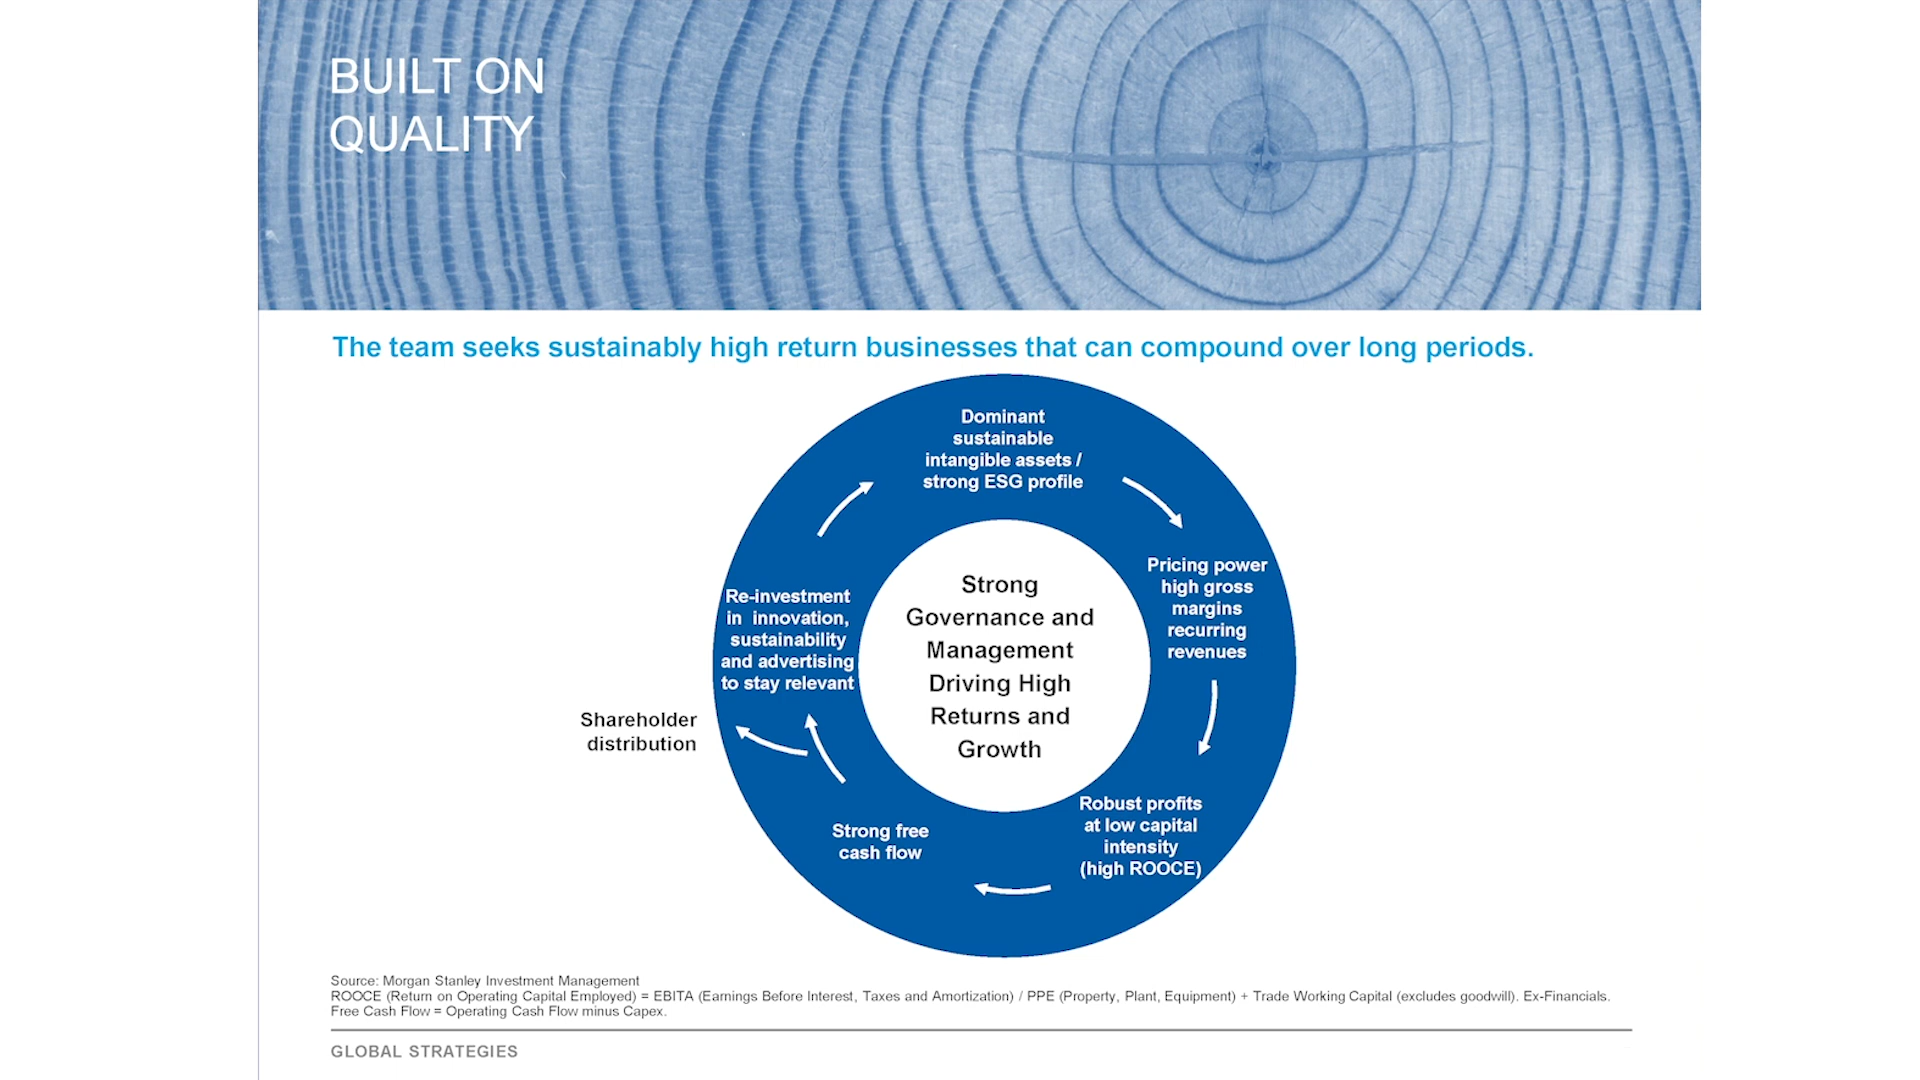 BUILT ON
QUALITY
The team seeks sustainably high return businesses that can compound over long periods.
Dominant
sustainable
intangible assets /
strong ESG profile
Pricing power
high gross
margins
recurring
revenues
Robust profits
at low capital
intensity
(high ROOCE)
Strong free
cash flow
Shareholder
distribution
Re-investment
in innovation,
sustainability
and advertising
to stay relevant
Strong
Governance and
Management
Driving High
Returns and
Growth
Source: Morgan Stanley Investment Management
ROOCE (Return on Operating Capital Employed) = EBITA (Earnings Before Interest, Taxes and Amortization) / PPE (Property, Plant, Equipment) + Trade Working Capital (excludes goodwill). Ex-Financials.
Free Cash Flow = Operating Cash Flow minus Capex.
GLOBAL STRATEGIES